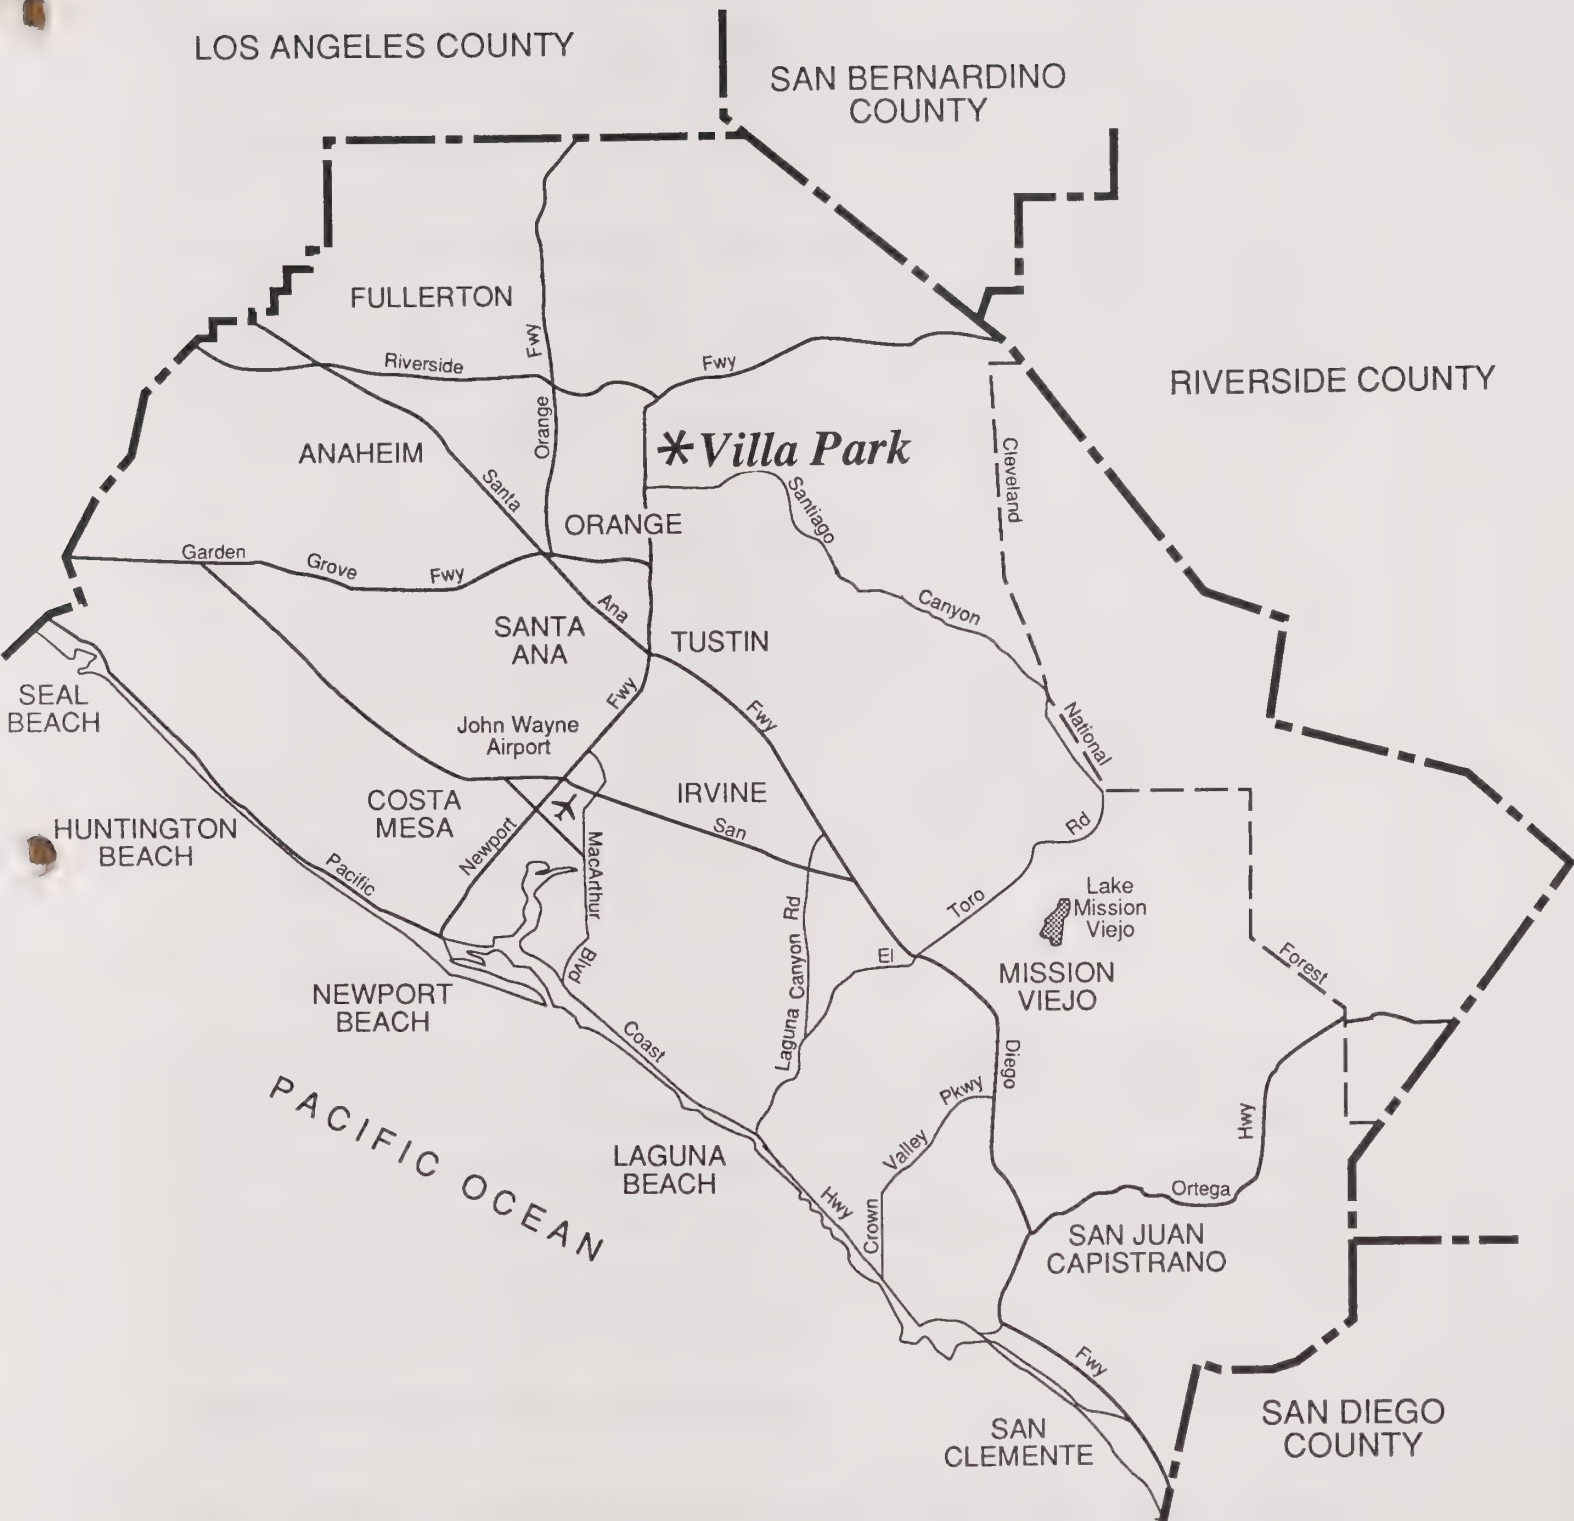 LOS ANGELES COUNTY
SAN BERNARDINO
COUNTY
FULLERTON
Fwy
Riverside
Fwy
RIVERSIDE COUNTY
Orange
ANAHEIM
*Villa Park
Cleveland
Santa
Santiago
ORANGE
Garden
Grove
Fwy
Ana
Canyon
SANTA
ANA
TUSTIN
SEAL
BEACH
Fwy
Fwy
National
John Wayne
Airport
COSTA
MESA
IRVINE
San
Rd
HUNTINGTON
BEACH
Newport
MacArthur
Pacific
Toro
Lake
Mission
Viejo
Laguna Canyon Rd
El
Blvd
Forest
MISSION
VIEJO
NEWPORT
BEACH
Coast
Diego
Pkwy
PACIFIC OCEAN
Hwy
Valley
LAGUNA
BEACH
Ortega
Hwy
Crown
SAN JUAN
CAPISTRANO
Fwy
SAN
CLEMENTE
SAN DIEGO
COUNTY